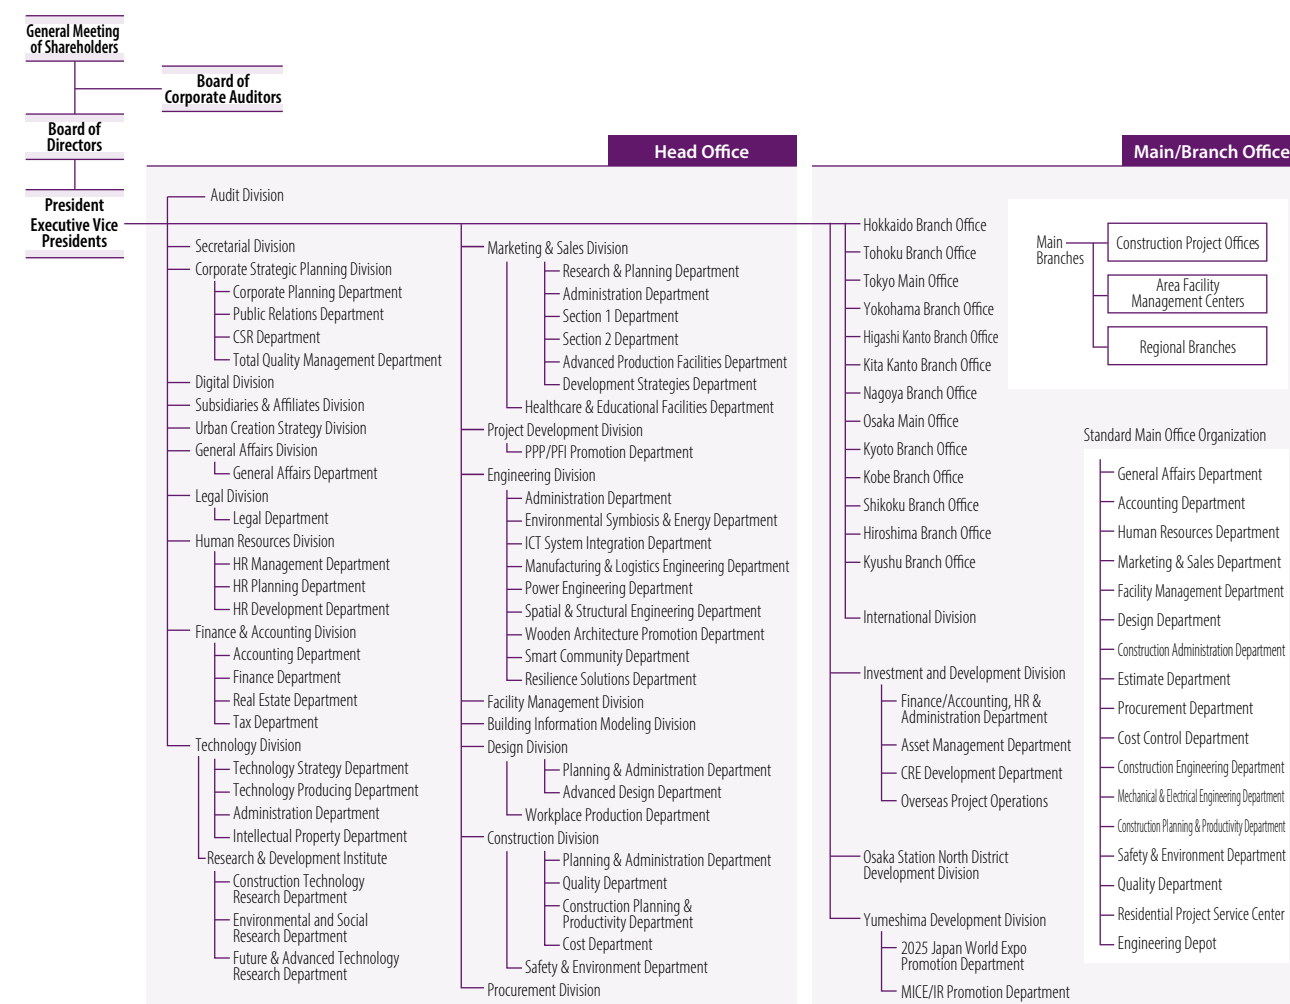 General Meeting
of Shareholders
Board of
Corporate Auditors
Board of
Directors
President
Executive Vice
Presidents
Head Office
Audit Division
Secretarial Division
Corporate Strategic Planning Division
Corporate Planning Department
Public Relations Department
CSR Department
Total Quality Management Department
Digital Division
Subsidiaries & Affiliates Division
Urban Creation Strategy Division
General Affairs Division
General Affairs Department
Legal Division
Legal Department
Human Resources Division
HR Management Department
HR Planning Department
HR Development Department
Finance & Accounting Division
Accounting Department
Finance Department
Real Estate Department
Tax Department
Technology Division
Technology Strategy Department
Technology Producing Department
Administration Department
Intellectual Property Department
Research & Development Institute
Construction Technology
Research Department
Environmental and Social
Research Department
Future & Advanced Technology
Research Department
Marketing & Sales Division
Research & Planning Department
Administration Department
Section 1 Department
Section 2 Department
Advanced Production Facilities Department
Development Strategies Department
Healthcare & Educational Facilities Department
Project Development Division
PPP/PFI Promotion Department
Engineering Division
Administration Department
Environmental Symbiosis & Energy Department
ICT System Integration Department
Manufacturing & Logistics Engineering Department
Power Engineering Department
Spatial & Structural Engineering Department
Wooden Architecture Promotion Department
Smart Community Department
Resilience Solutions Department
Facility Management Division
Building Information Modeling Division
Design Division
Planning & Administration Department
Advanced Design Department
Workplace Production Department
Construction Division
Planning & Administration Department
Quality Department
Construction Planning &
Productivity Department
Cost Department
Safety & Environment Department
Procurement Division
Main/Branch Office
Hokkaido Branch Office
Tohoku Branch Office
Tokyo Main Office
Yokohama Branch Office
Higashi Kanto Branch Office
Kita Kanto Branch Office
Nagoya Branch Office
Osaka Main Office
Kyoto Branch Office
Kobe Branch Office
Shikoku Branch Office
Hiroshima Branch Office
Kyushu Branch Office
International Division
Investment and Development Division
Finance/Accounting, HR &
Administration Department
Asset Management Department
CRE Development Department
Overseas Project Operations
Osaka Station North District
Development Division
Yumeshima Development Division
2025 Japan World Expo
Promotion Department
MICE/IR Promotion Department
Main
Branches
Construction Project Offices
Area Facility
Management Centers
Regional Branches
Standard Main Office Organization
General Affairs Department
Accounting Department
Human Resources Department
Marketing & Sales Department
Facility Management Department
Design Department
Construction Administration Department
Estimate Department
Procurement Department
Cost Control Department
Construction Engineering Department
Mechanical & Electrical Engineering Department
Construction Planning & Productivity Department
Safety & Environment Department
Quality Department
Residential Project Service Center
Engineering Depot